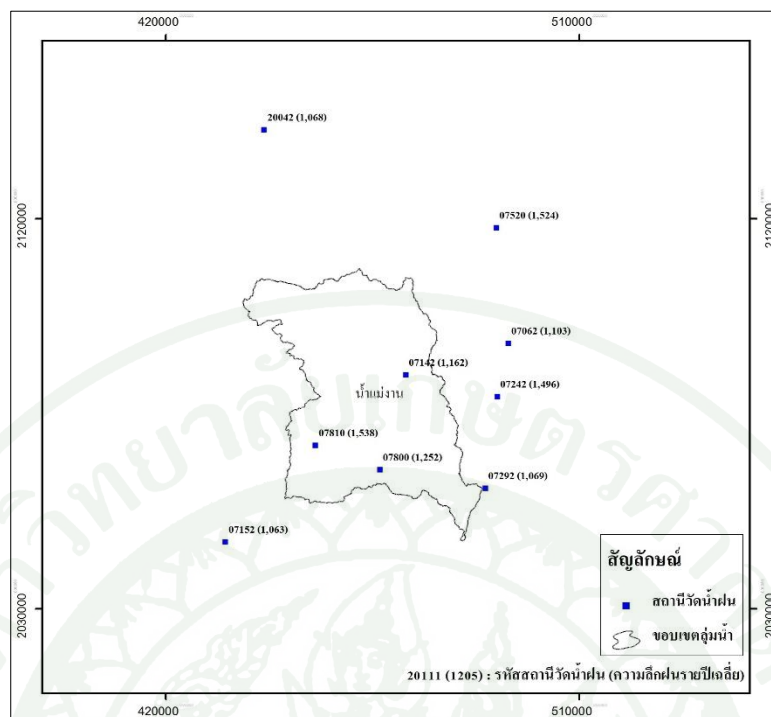 420000 510000
20042 (1,068)
2120000 2120000
07520 (1,524)
07062 (1,103)
07142 (1,162)
07242 (1,496)
น้ำแม่งาน
07810 (1,538)
07800 (1,252)
07292 (1,069)
07152 (1,063)
สัญลักษณ์
สถานีวัดน้ำฝน
2030000 2030000
ขอบเขตลุ่มน้ำ
20111 (1205) : รหัสสถานีวัดน้ำฝน (ความลึกฝนรายปีเฉลี่ย)
420000 510000